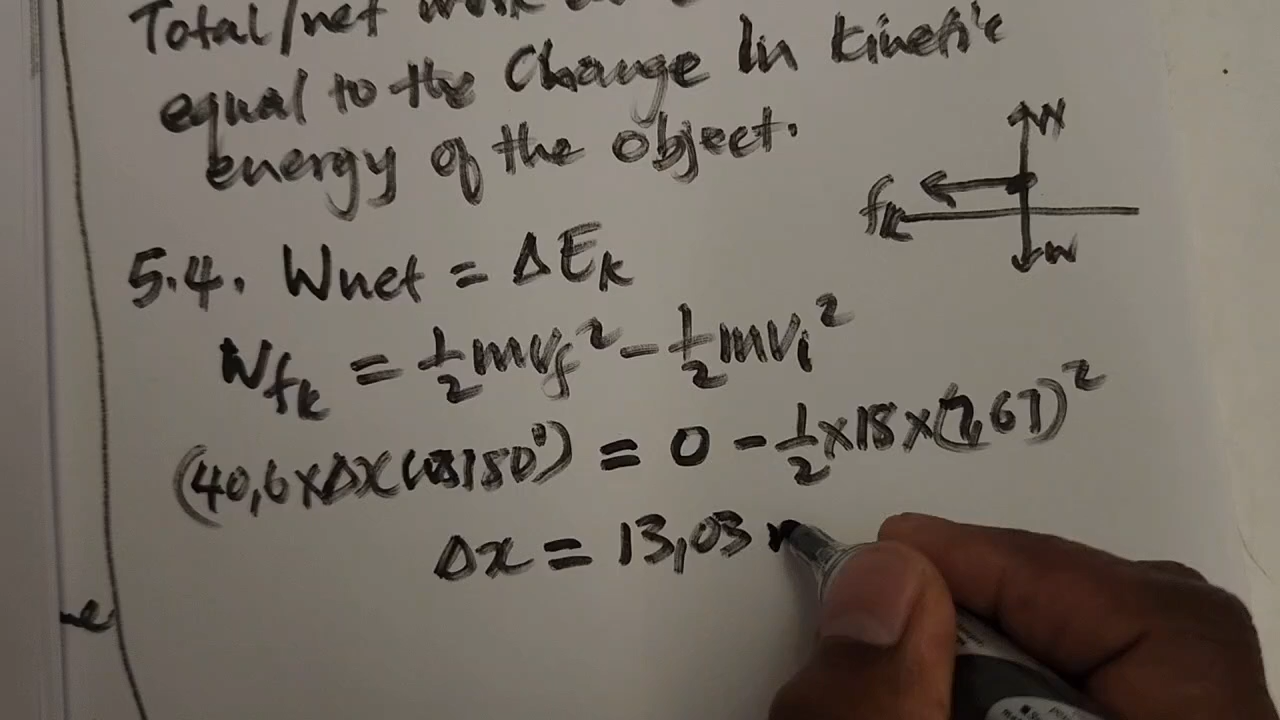 Total/net
equal to the Change In kinetic
energy of the object.
N
fk
W
5.4. Wnet = ΔEk
Wfk = ½mvf² - ½mvi²
(40,6×Δx cos180°) = 0 - ½×18×(7,67)²
Δx = 13,03 m